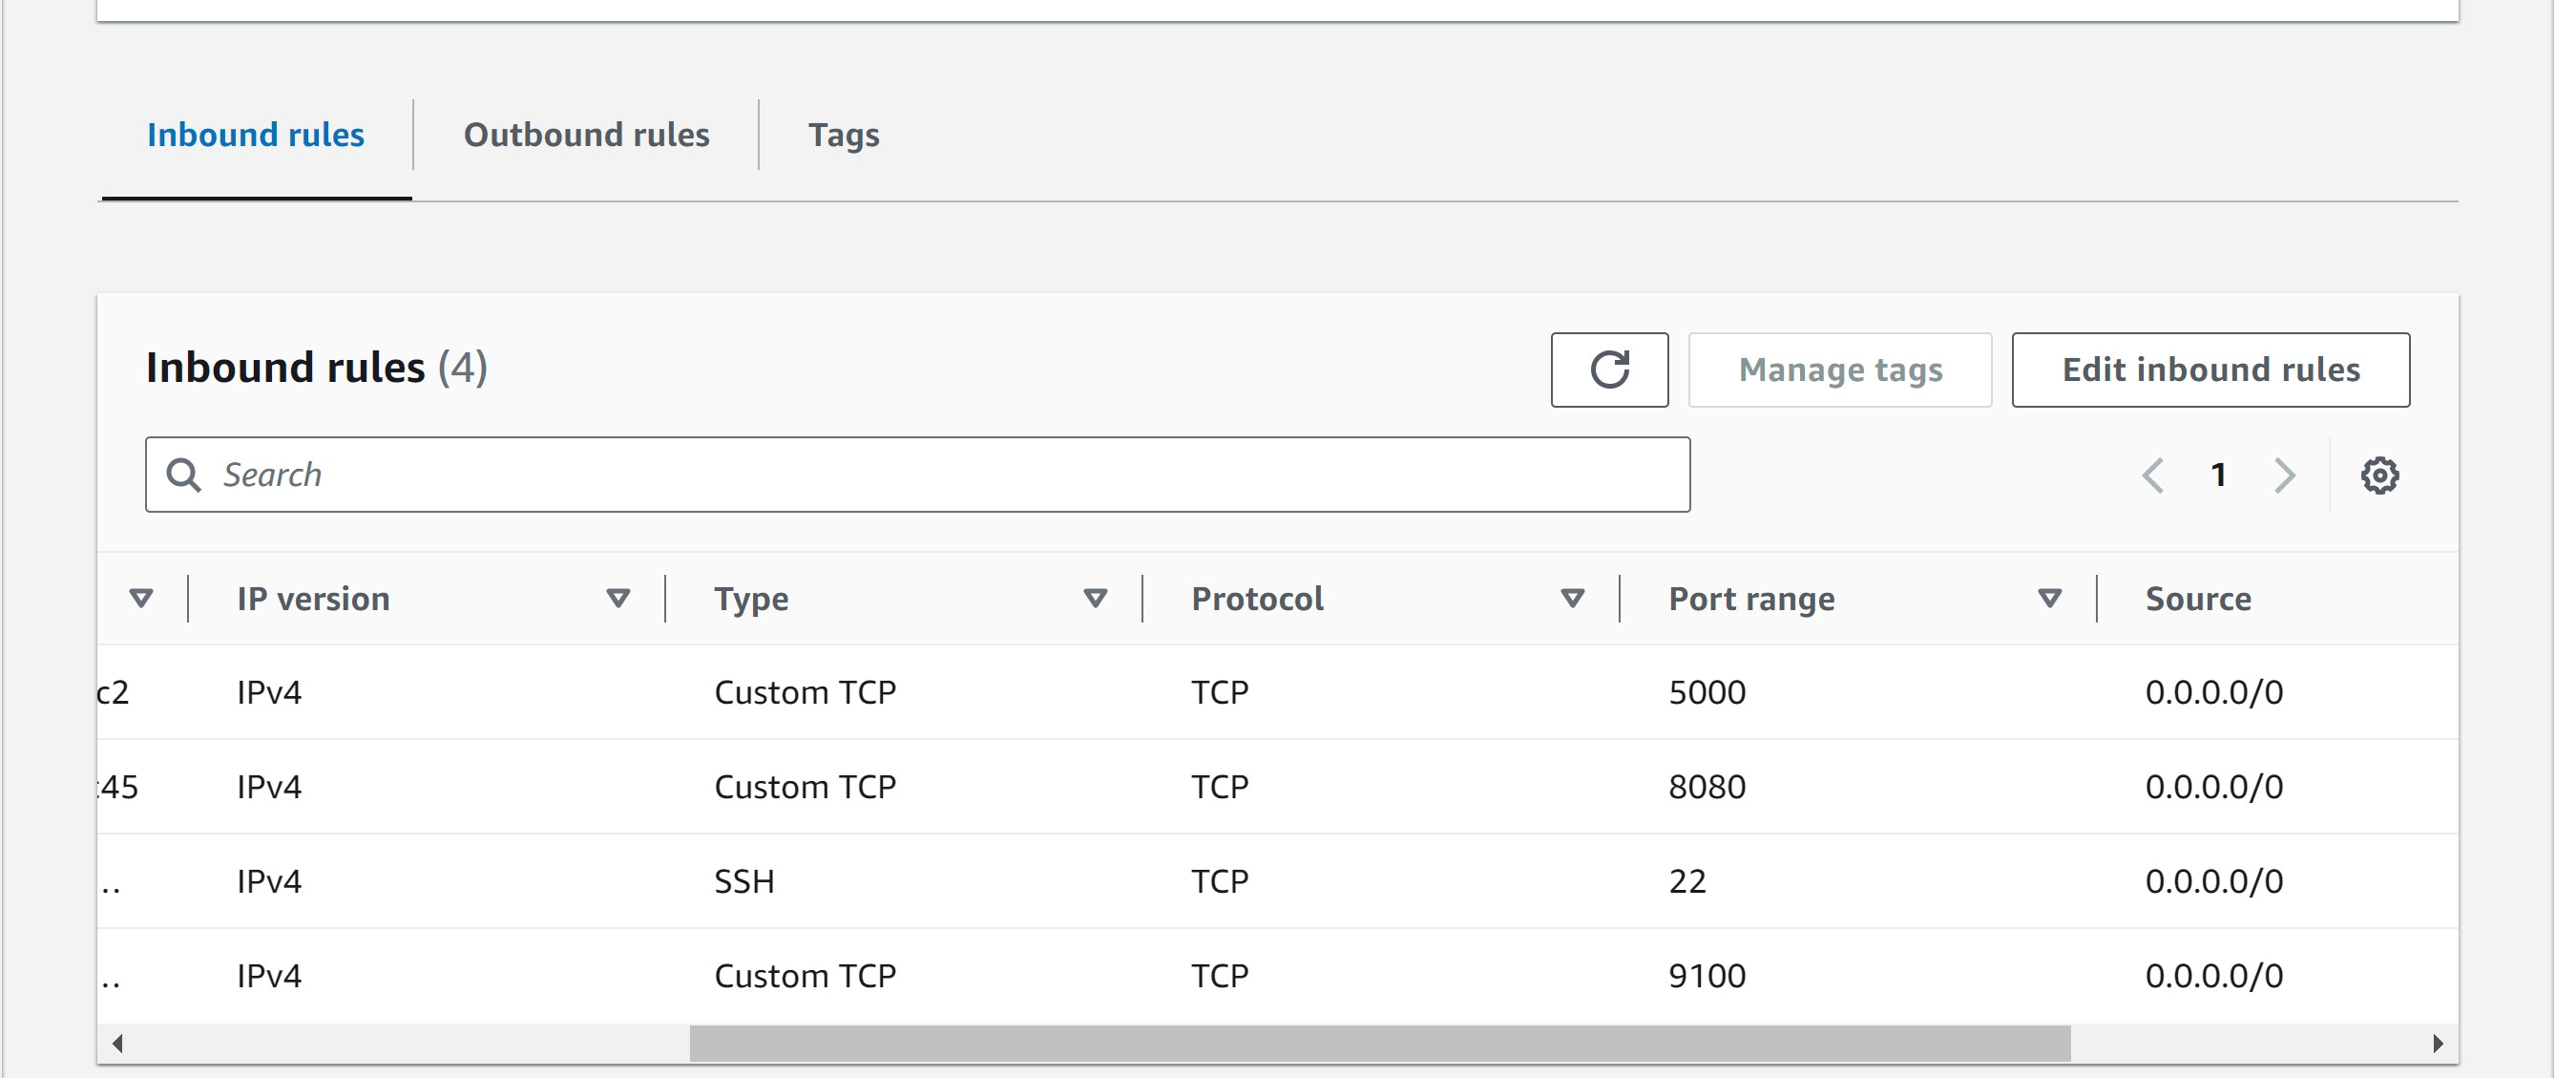 Inbound rules Outbound rules Tags
Inbound rules (4) Manage tags Edit inbound rules
Search 1
IP version Type Protocol Port range Source
c2 IPv4 Custom TCP TCP 5000 0.0.0.0/0
45 IPv4 Custom TCP TCP 8080 0.0.0.0/0
.. IPv4 SSH TCP 22 0.0.0.0/0
.. IPv4 Custom TCP TCP 9100 0.0.0.0/0